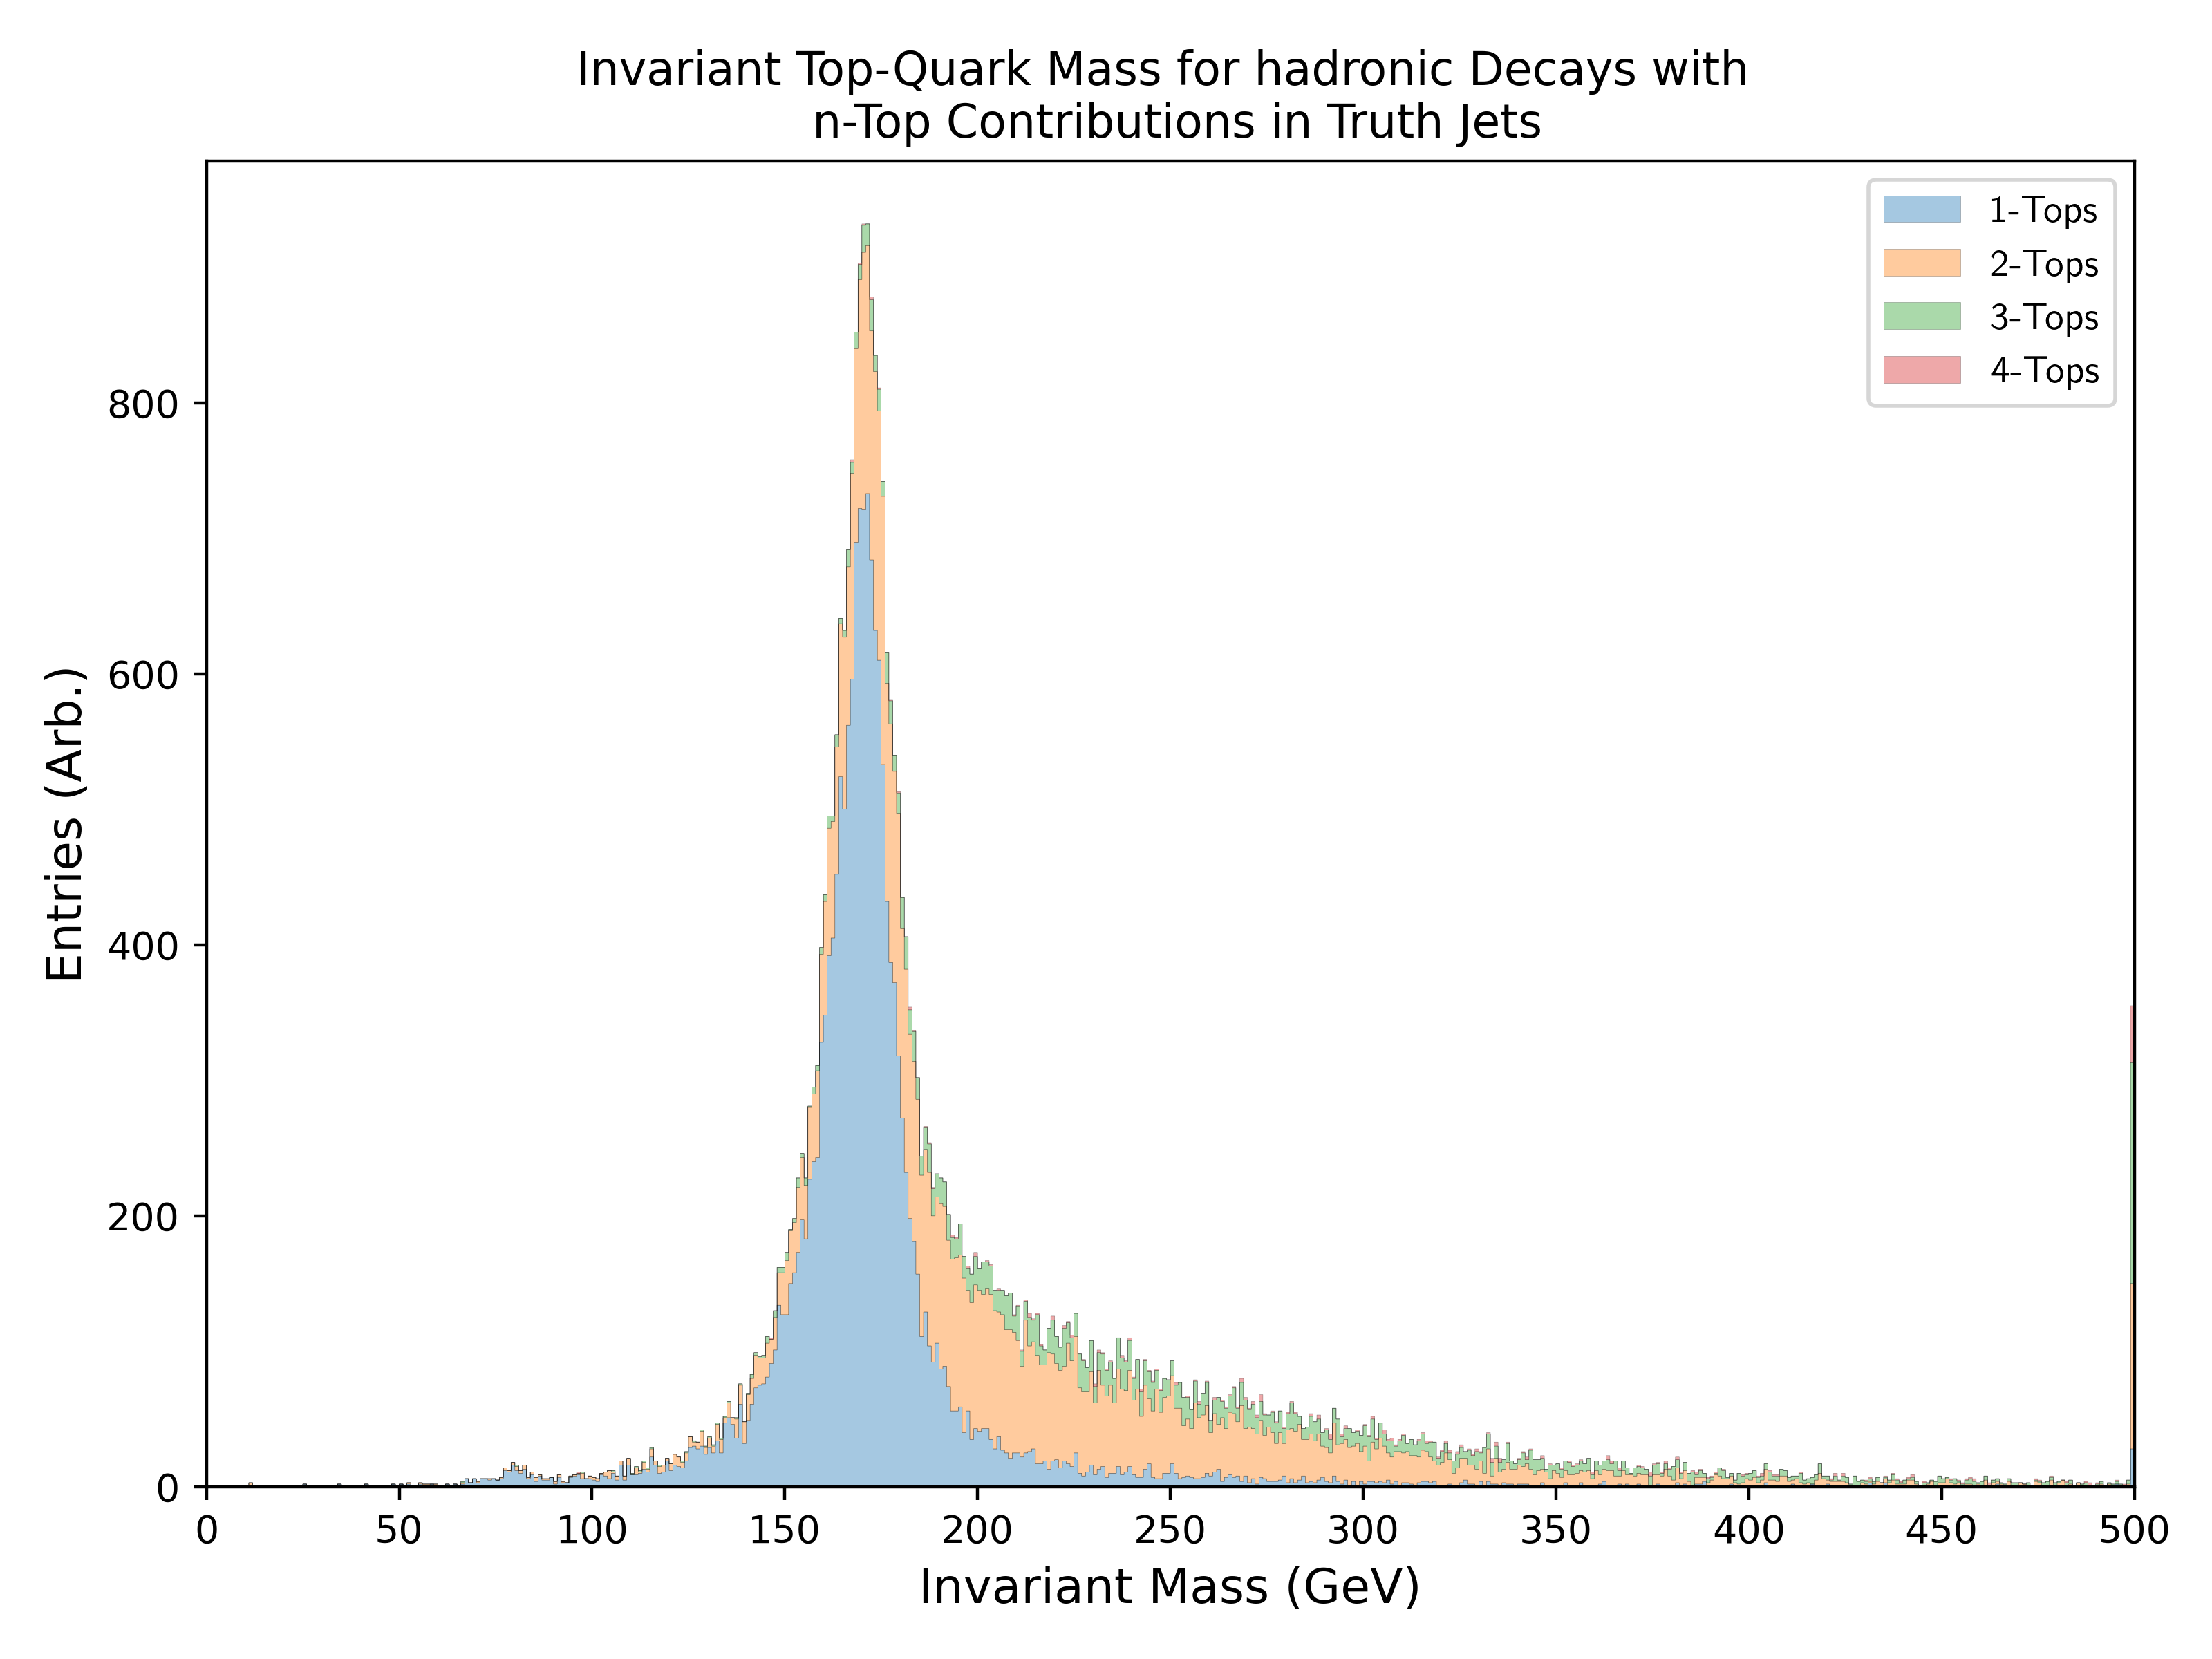 Invariant Top-Quark Mass for hadronic Decays with
n-Top Contributions in Truth Jets
1-Tops
2-Tops
3-Tops
4-Tops
Entries (Arb.)
800
600
400
200
0
0 50 100 150 200 250 300 350 400 450 500
Invariant Mass (GeV)